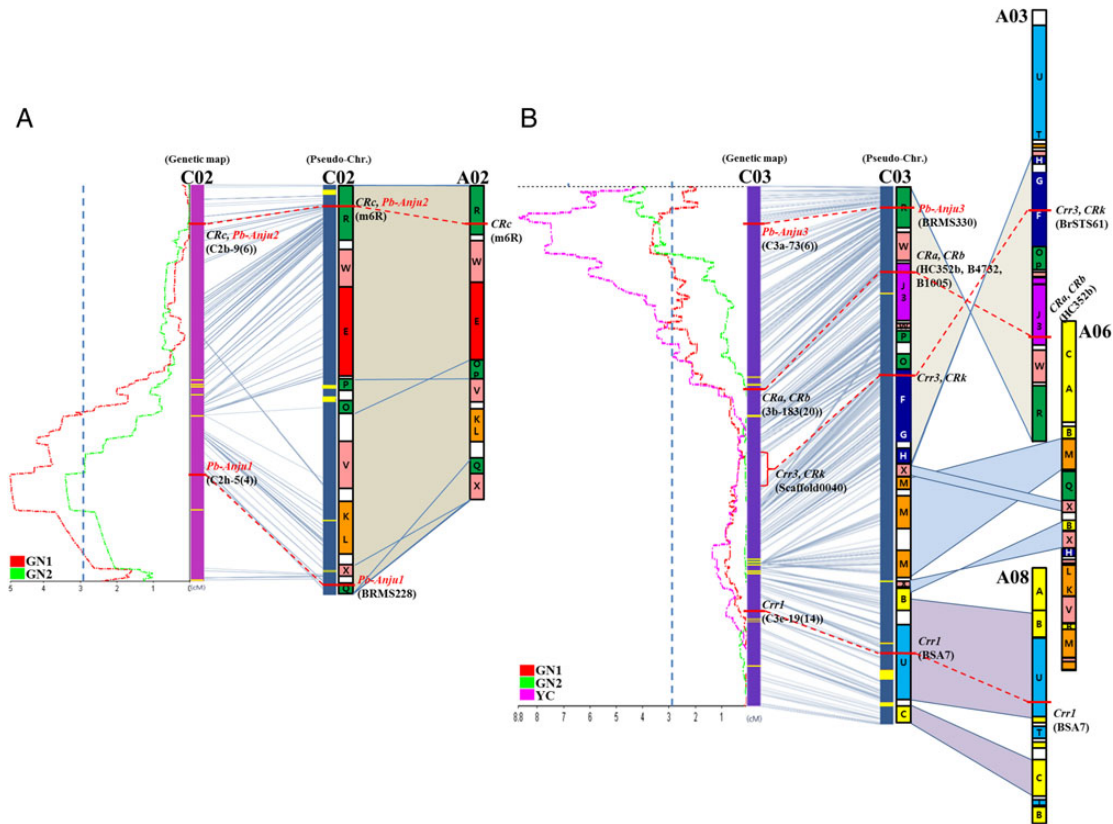 A
(Genetic map)
C02
(Pseudo-Chr.)
C02
A02
CRc, Pb-Anju2
(C2b-9(6))
CRc, Pb-Anju2
(m6R)
CRc
(m6R)
Pb-Anju1
(C2h-5(4))
Pb-Anju1
(BRMS228)
R
W
E
P
O
V
K
L
X
Q
R
W
E
O
P
V
K
L
Q
X
GN1
GN2
5
4
3
2
1
(cM)
B
(Genetic map)
C03
(Pseudo-Chr.)
C03
A03
Pb-Anju3
(C3a-73(6))
Pb-Anju3
(BRMS330)
CRa, CRb
(HC352b, B4732,
B1005)
CRa, CRb
(3b-183(20))
Crr3, CRk
Crr3, CRk
(Scaffold0040)
Crr1
(C3e-19(14))
Crr1
(BSA7)
R
W
J
3
P
O
F
G
H
X
M
M
M
B
U
C
U
T
H
G
F
O
P
J
3
W
R
Crr3, CRk
(BrSTS61)
CRa, CRb
(HC352b)
A06
C
A
B
M
Q
X
B
X
H
L
K
V
M
A08
A
B
U
T
C
B
Crr1
(BSA7)
GN1
GN2
YC
8.8
8
7
6
5
4
3
2
1
(cM)